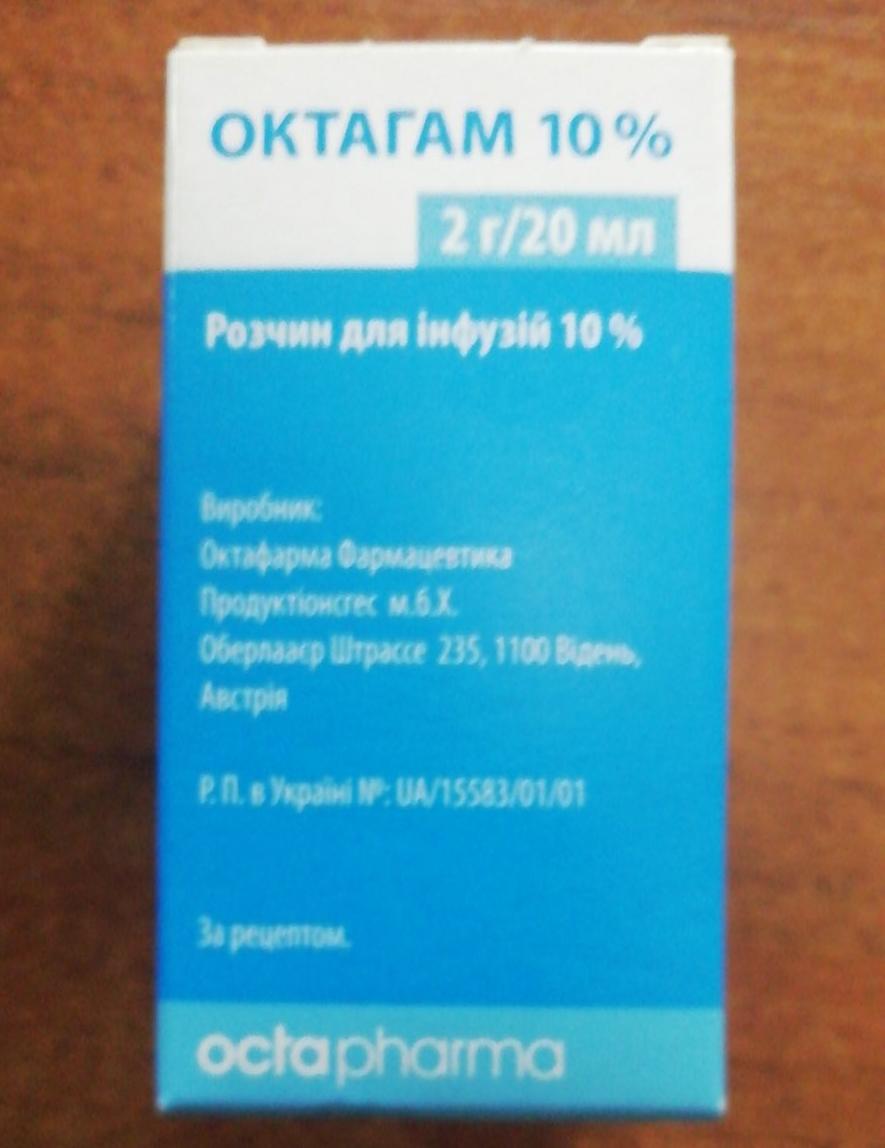 ОКТАГАМ 10 %
2 г/20 мл
Розчин для інфузій 10 %
Виробник:
Октафарма Фармацевтика
Продуктіонсгес м.б.Х.
Оберлааєр Штрассе 235, 1100 Відень,
Австрія
Р. П. в Україні №: UA/15583/01/01
За рецептом.
octapharma